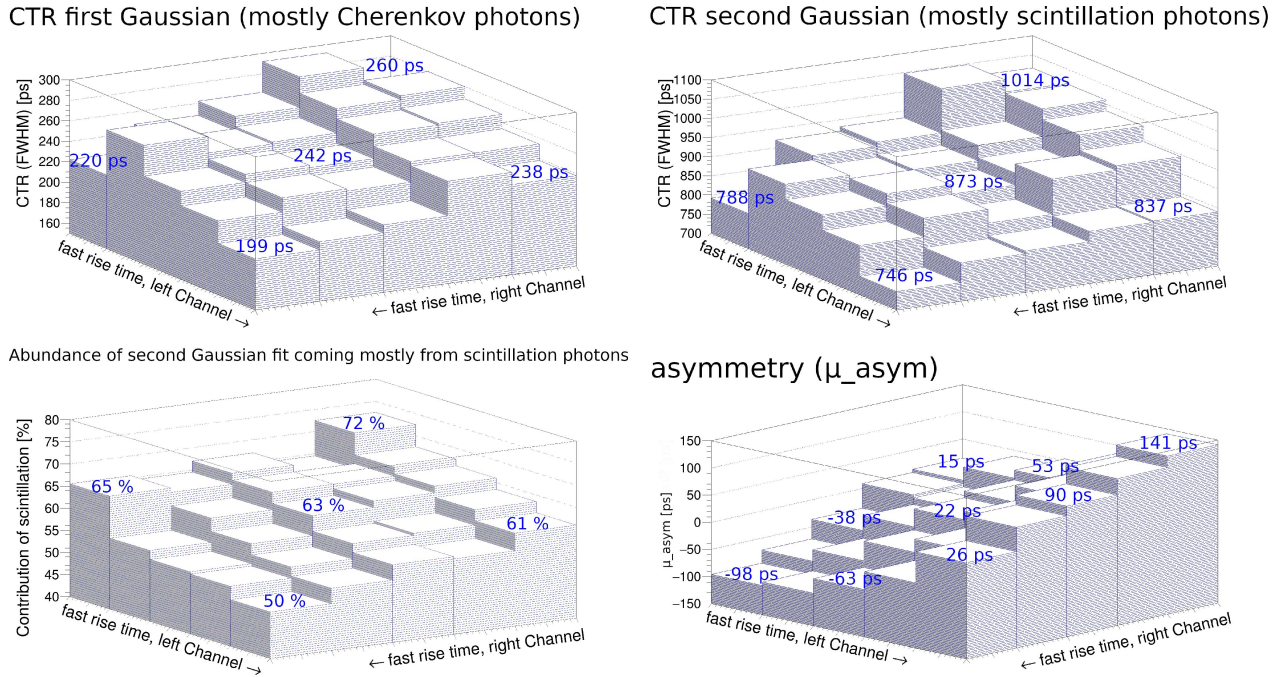 CTR first Gaussian (mostly Cherenkov photons)
CTR (FWHM) [ps]
300
280
260
240
220
200
180
160
260 ps
220 ps
242 ps
238 ps
199 ps
fast rise time, left Channel →
← fast rise time, right Channel
CTR second Gaussian (mostly scintillation photons)
CTR (FWHM) [ps]
1100
1050
1000
950
900
850
800
750
700
1014 ps
873 ps
788 ps
837 ps
746 ps
fast rise time, left Channel →
← fast rise time, right Channel
Abundance of second Gaussian fit coming mostly from scintillation photons
Contribution of scintillation [%]
80
75
70
65
60
55
50
45
40
72 %
65 %
63 %
61 %
50 %
fast rise time, left Channel →
← fast rise time, right Channel
asymmetry (μ_asym)
μ_asym [ps]
150
100
50
0
−50
−100
−150
141 ps
15 ps
53 ps
90 ps
-38 ps
22 ps
26 ps
-98 ps
-63 ps
fast rise time, left Channel →
← fast rise time, right Channel